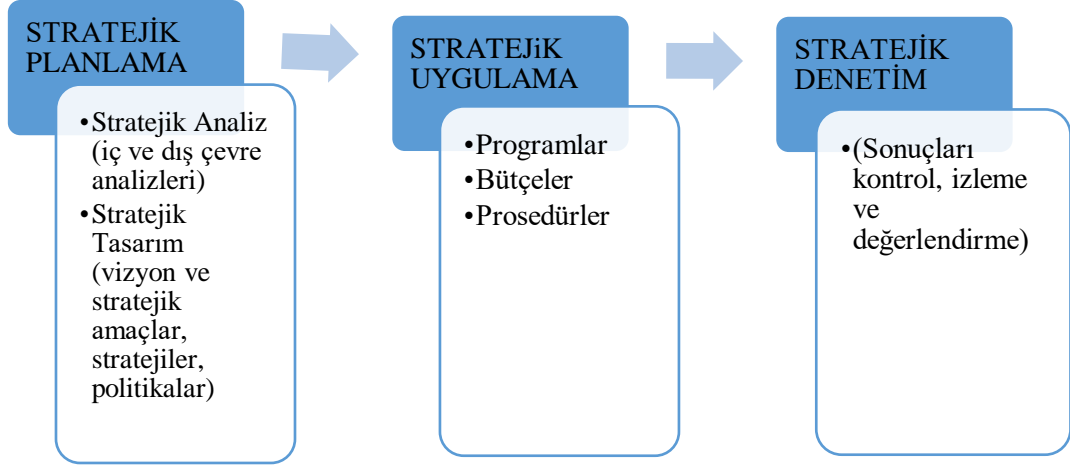 STRATEJİK
PLANLAMA
•Stratejik Analiz
(iç ve dış çevre
analizleri)
•Stratejik
Tasarım
(vizyon ve
stratejik
amaçlar,
stratejiler,
politikalar)
STRATEJiK
UYGULAMA
•Programlar
•Bütçeler
•Prosedürler
STRATEJİK
DENETİM
•(Sonuçları
kontrol, izleme
ve
değerlendirme)